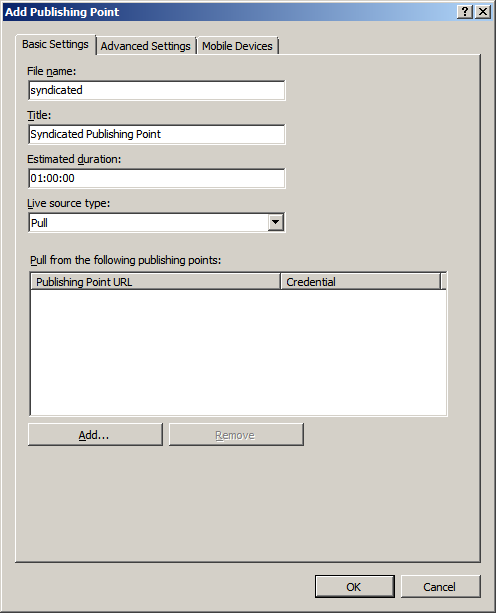 Add Publishing Point
Basic Settings Advanced Settings Mobile Devices
File name:
syndicated
Title:
Syndicated Publishing Point
Estimated duration:
01:00:00
Live source type:
Pull
Pull from the following publishing points:
Publishing Point URL Credential
Add... Remove
OK Cancel